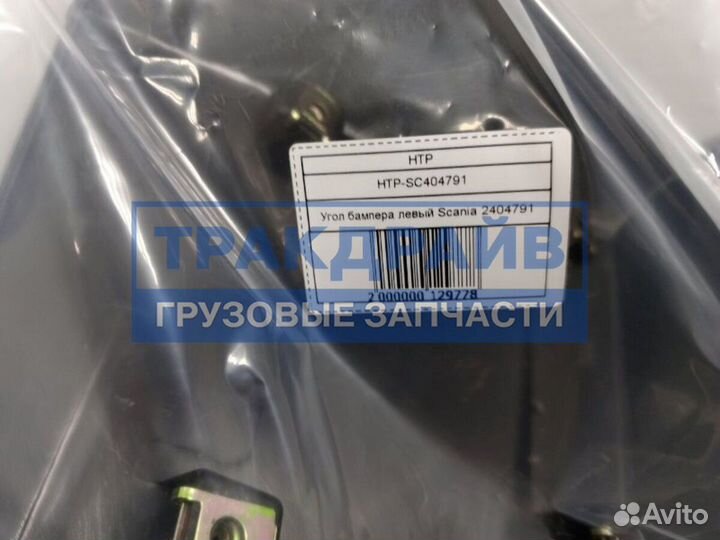 HTP
HTP-SC404791
Угол бампера левый Scania 2404791
ТРАКДРАЙВ
2 000000 129778
ГРУЗОВЫЕ ЗАПЧАСТИ
Avito